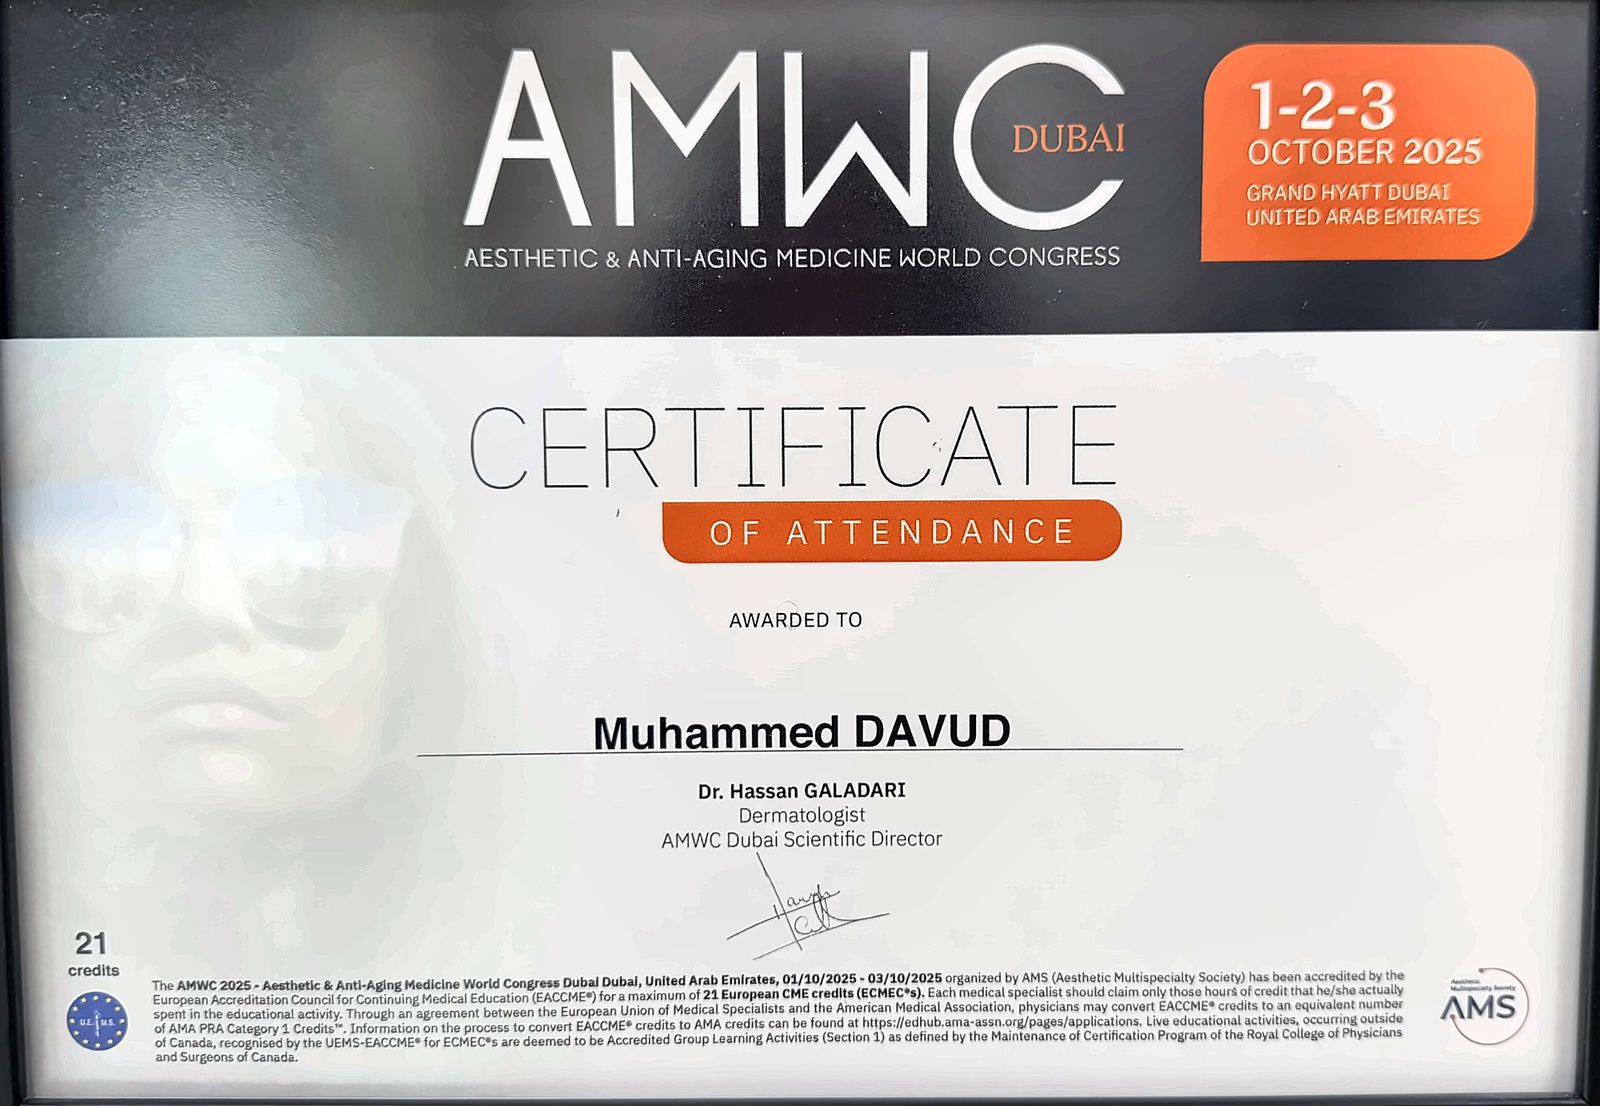 AMWC
DUBAI
AESTHETIC & ANTI-AGING MEDICINE WORLD CONGRESS
1-2-3
OCTOBER 2025
GRAND HYATT DUBAI
UNITED ARAB EMIRATES
CERTIFICATE
OF ATTENDANCE
AWARDED TO
Muhammed DAVUD
Dr. Hassan GALADARI
Dermatologist
AMWC Dubai Scientific Director
21
credits
U.E. M.S.
The AMWC 2025 - Aesthetic & Anti-Aging Medicine World Congress Dubai Dubai, United Arab Emirates, 01/10/2025 - 03/10/2025 organized by AMS (Aesthetic Multispecialty Society) has been accredited by the
European Accreditation Council for Continuing Medical Education (EACCME®) for a maximum of 21 European CME credits (ECMEC®s). Each medical specialist should claim only those hours of credit that he/she actually
spent in the educational activity. Through an agreement between the European Union of Medical Specialists and the American Medical Association, physicians may convert EACCME® credits to an equivalent number
of AMA PRA Category 1 Credits™. Information on the process to convert EACCME® credits to AMA credits can be found at https://edhub.ama-assn.org/pages/applications. Live educational activities, occurring outside
of Canada, recognised by the UEMS-EACCME® for ECMEC®s are deemed to be Accredited Group Learning Activities (Section 1) as defined by the Maintenance of Certification Program of the Royal College of Physicians
and Surgeons of Canada.
Aesthetic
Multispecialty Society
AMS